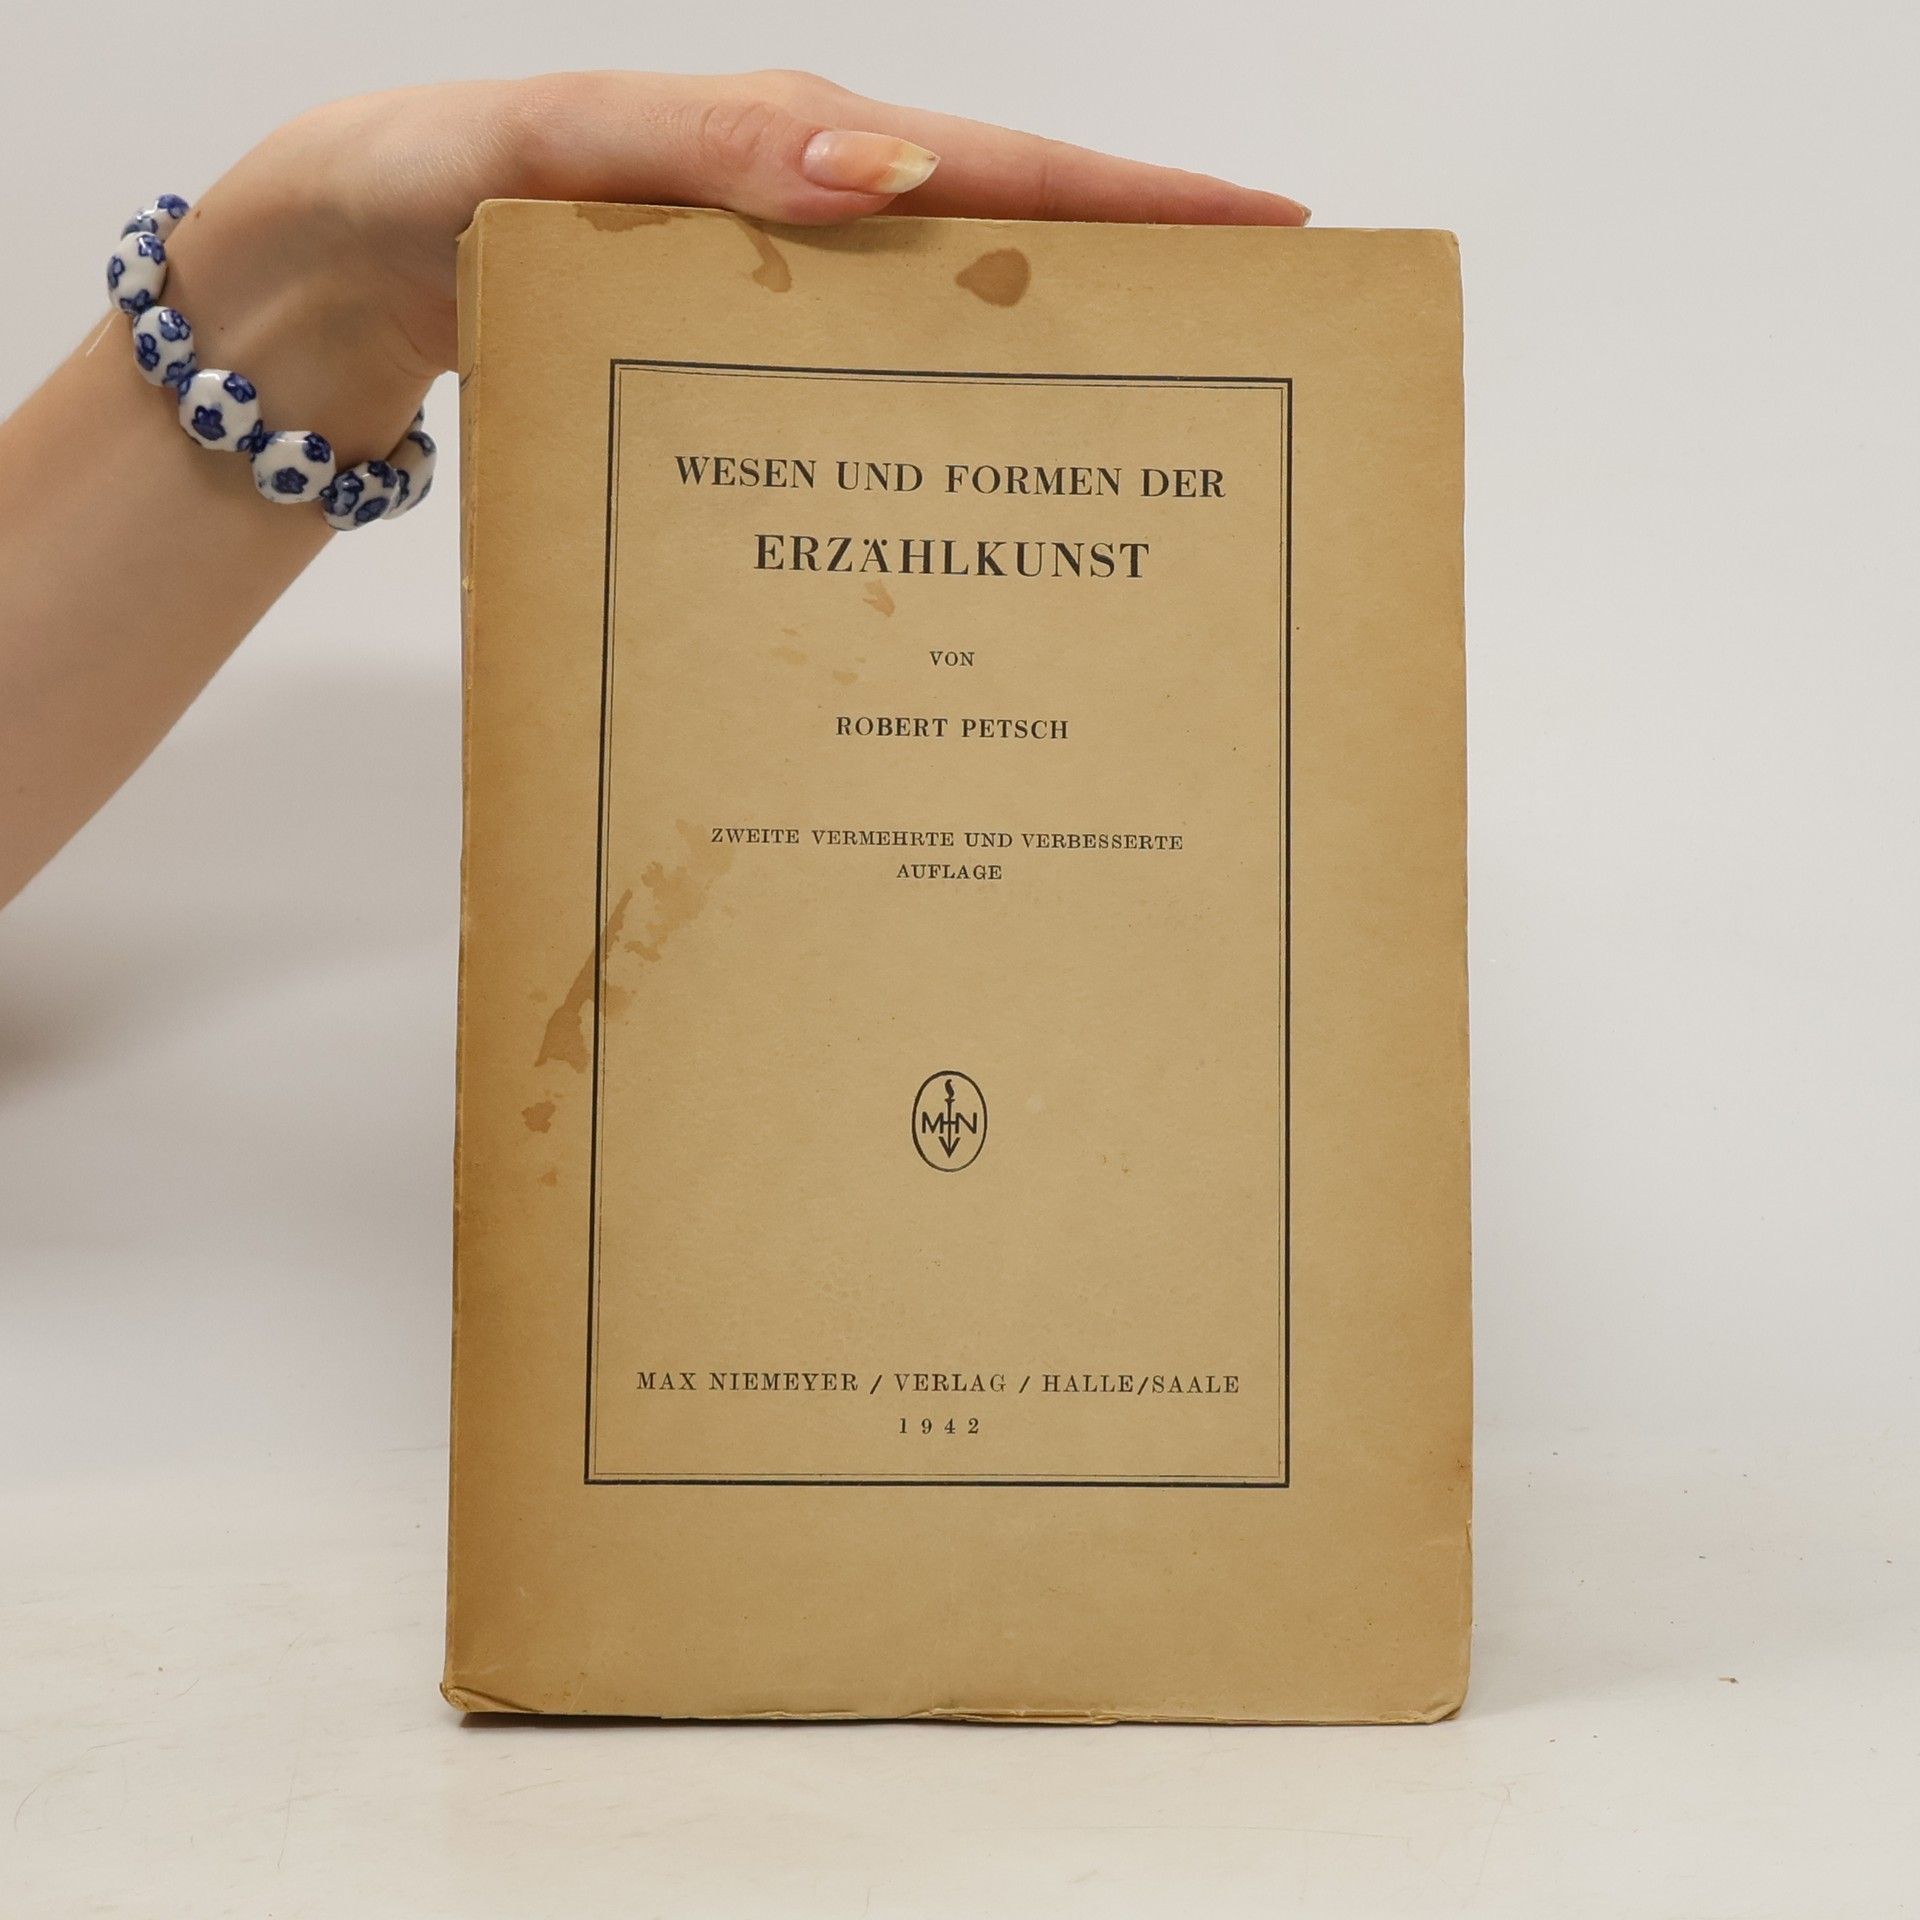 WESEN UND FORMEN DER
ERZÄHLKUNST
VON
ROBERT PETSCH
ZWEITE VERMEHRTE UND VERBESSERTE
AUFLAGE
M N
MAX NIEMEYER / VERLAG / HALLE/SAALE
1942